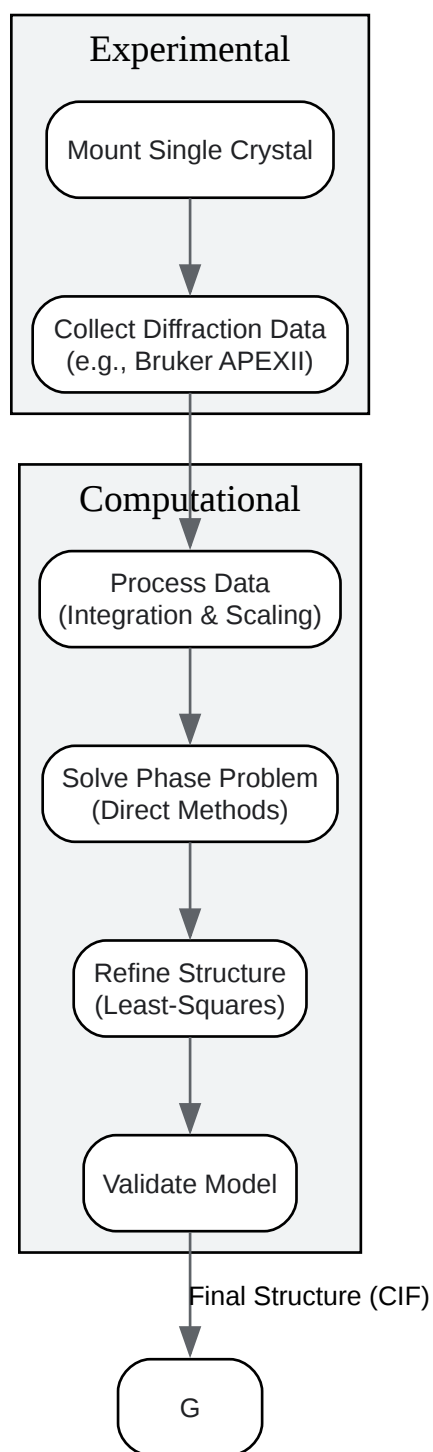 Experimental
Mount Single Crystal
Collect Diffraction Data
(e.g., Bruker APEXII)
Computational
Process Data
(Integration & Scaling)
Solve Phase Problem
(Direct Methods)
Refine Structure
(Least-Squares)
Validate Model
Final Structure (CIF)
G